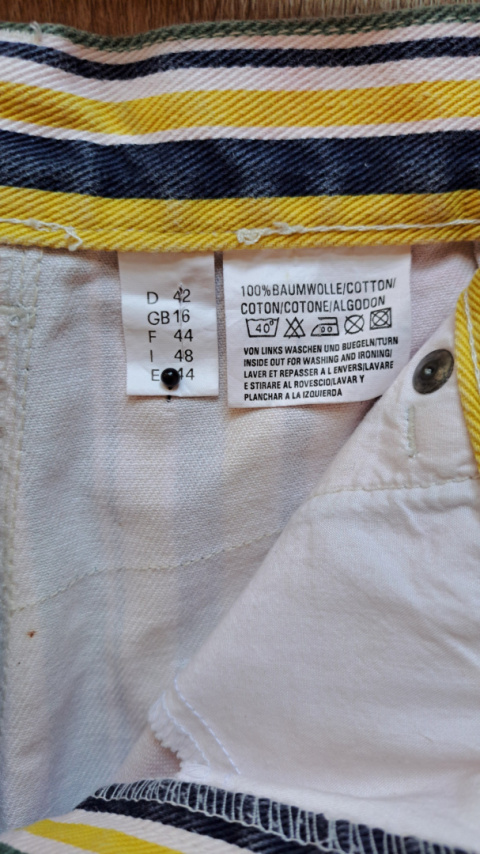 D 42
GB 16
F 44
I 48
E 44
100%BAUMWOLLE/COTTON/
COTON/COTONE/ALGODON
40°
VON LINKS WASCHEN UND BUEGELN/TURN
INSIDE OUT FOR WASHING AND IRONING/
LAVER ET REPASSER A L ENVERS/LAVARE
E STIRARE AL ROVESCIO/LAVAR Y
PLANCHAR A LA IZQUIERDA